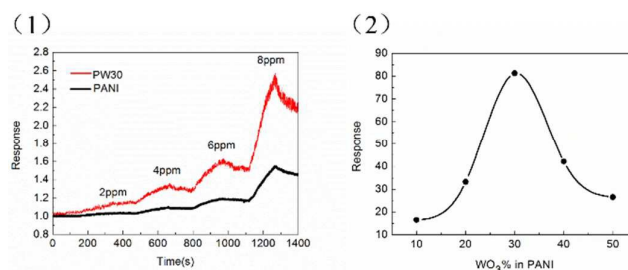 (1)
2.8
2.6
2.4
2.2
2.0
1.8
1.6
1.4
1.2
1.0
0.8
Response
PW30
PANI
2ppm
4ppm
6ppm
8ppm
0 200 400 600 800 1000 1200 1400
Time(s)
(2)
90
80
70
60
50
40
30
20
10
Response
10 20 30 40 50
WO₃% in PANI